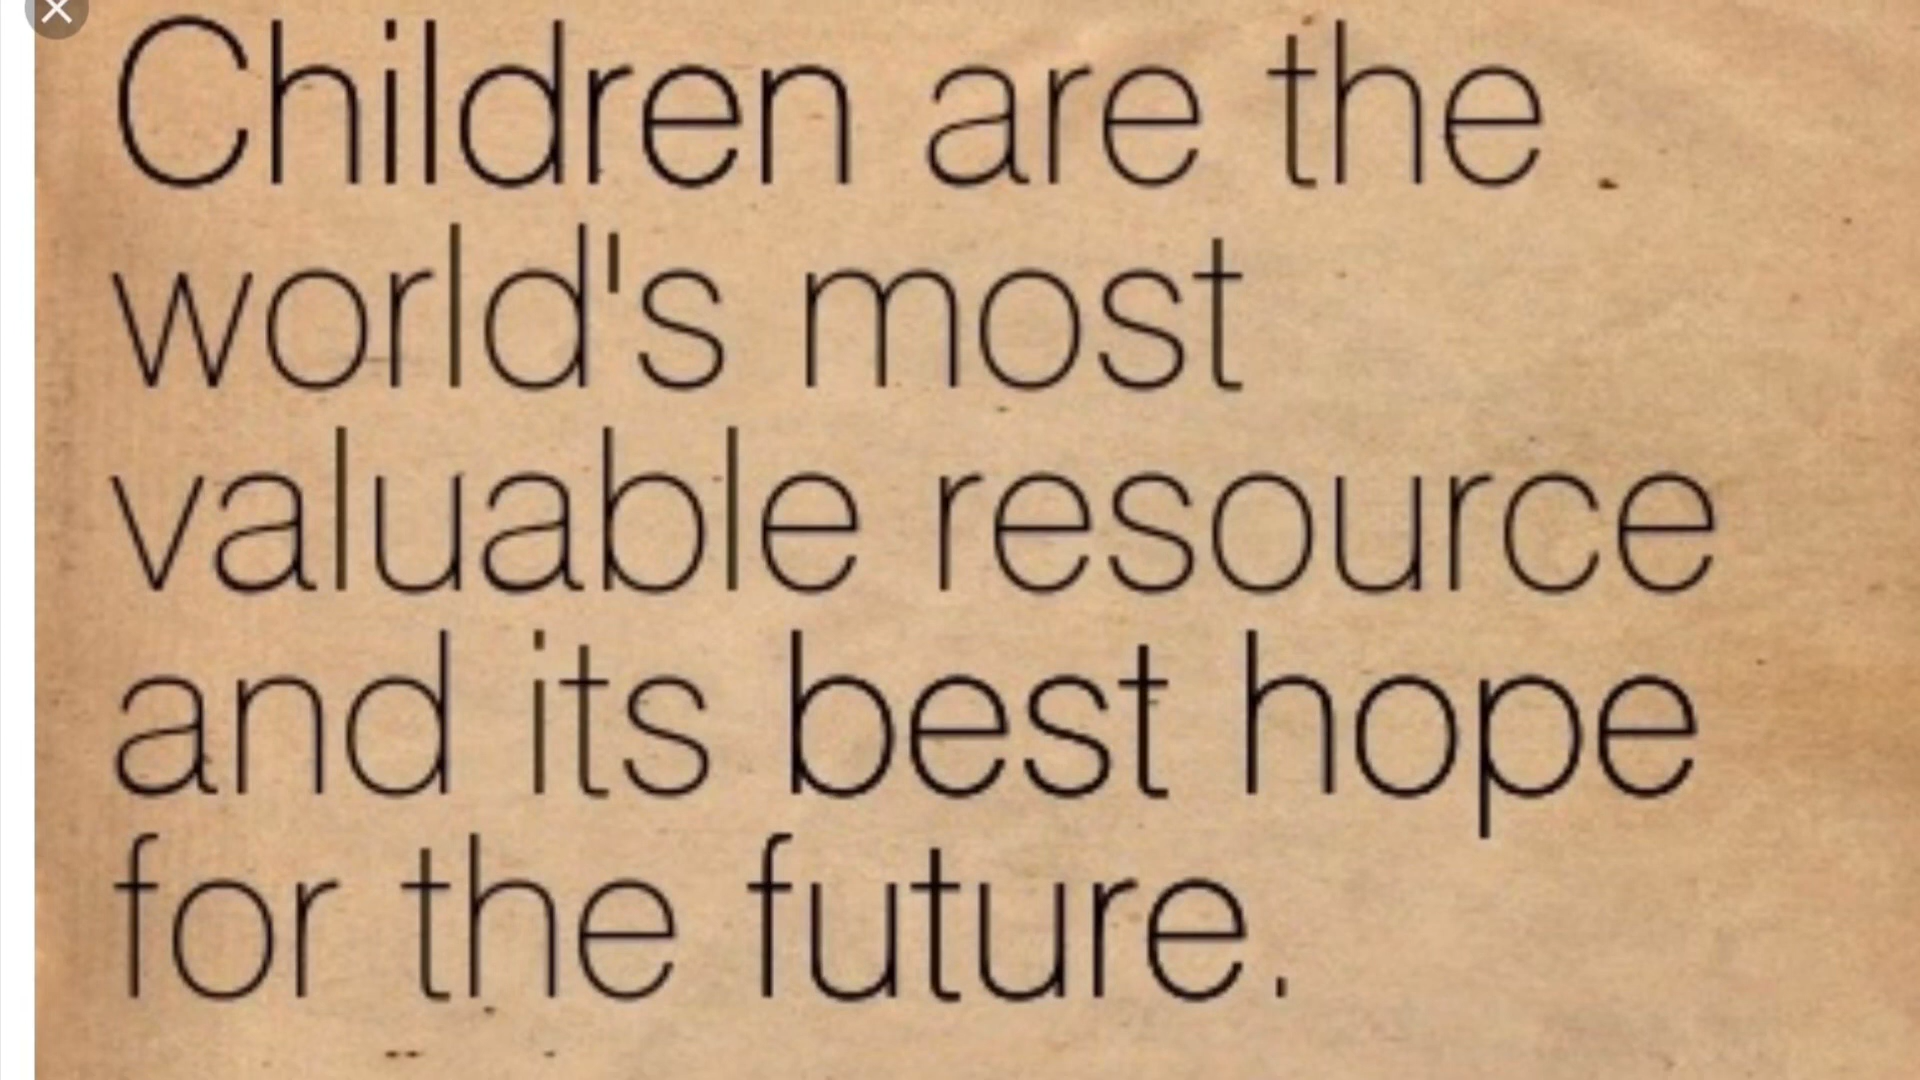 Children are the
world's most
valuable resource
and its best hope
for the future.